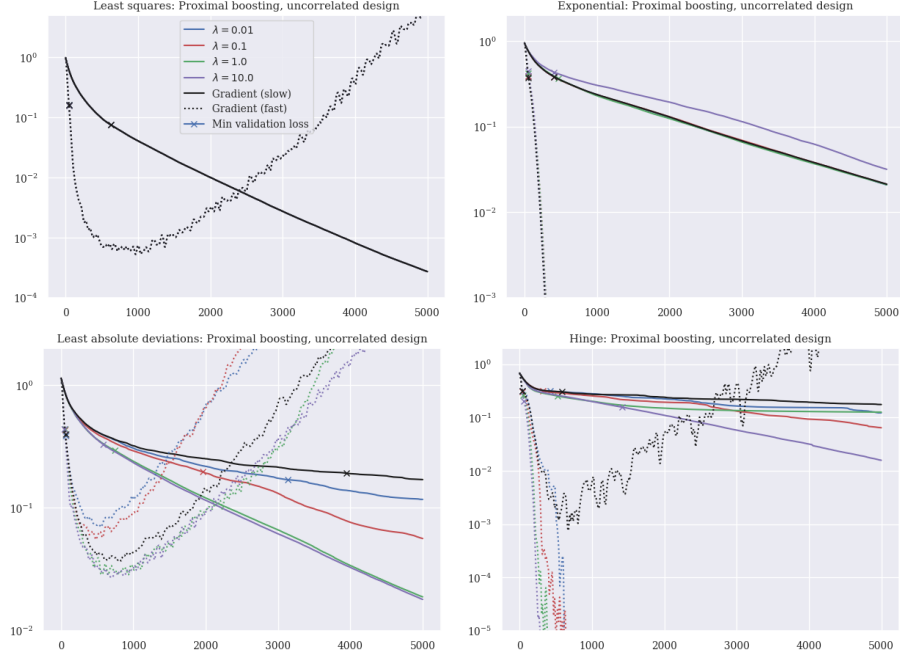 Least squares: Proximal boosting, uncorrelated design
10⁰
10⁻¹
10⁻²
10⁻³
10⁻⁴
0 1000 2000 3000 4000 5000
λ = 0.01
λ = 0.1
λ = 1.0
λ = 10.0
Gradient (slow)
Gradient (fast)
Min validation loss
Exponential: Proximal boosting, uncorrelated design
10⁰
10⁻¹
10⁻²
10⁻³
0 1000 2000 3000 4000 5000
Least absolute deviations: Proximal boosting, uncorrelated design
10⁰
10⁻¹
10⁻²
0 1000 2000 3000 4000 5000
Hinge: Proximal boosting, uncorrelated design
10⁰
10⁻¹
10⁻²
10⁻³
10⁻⁴
10⁻⁵
0 1000 2000 3000 4000 5000